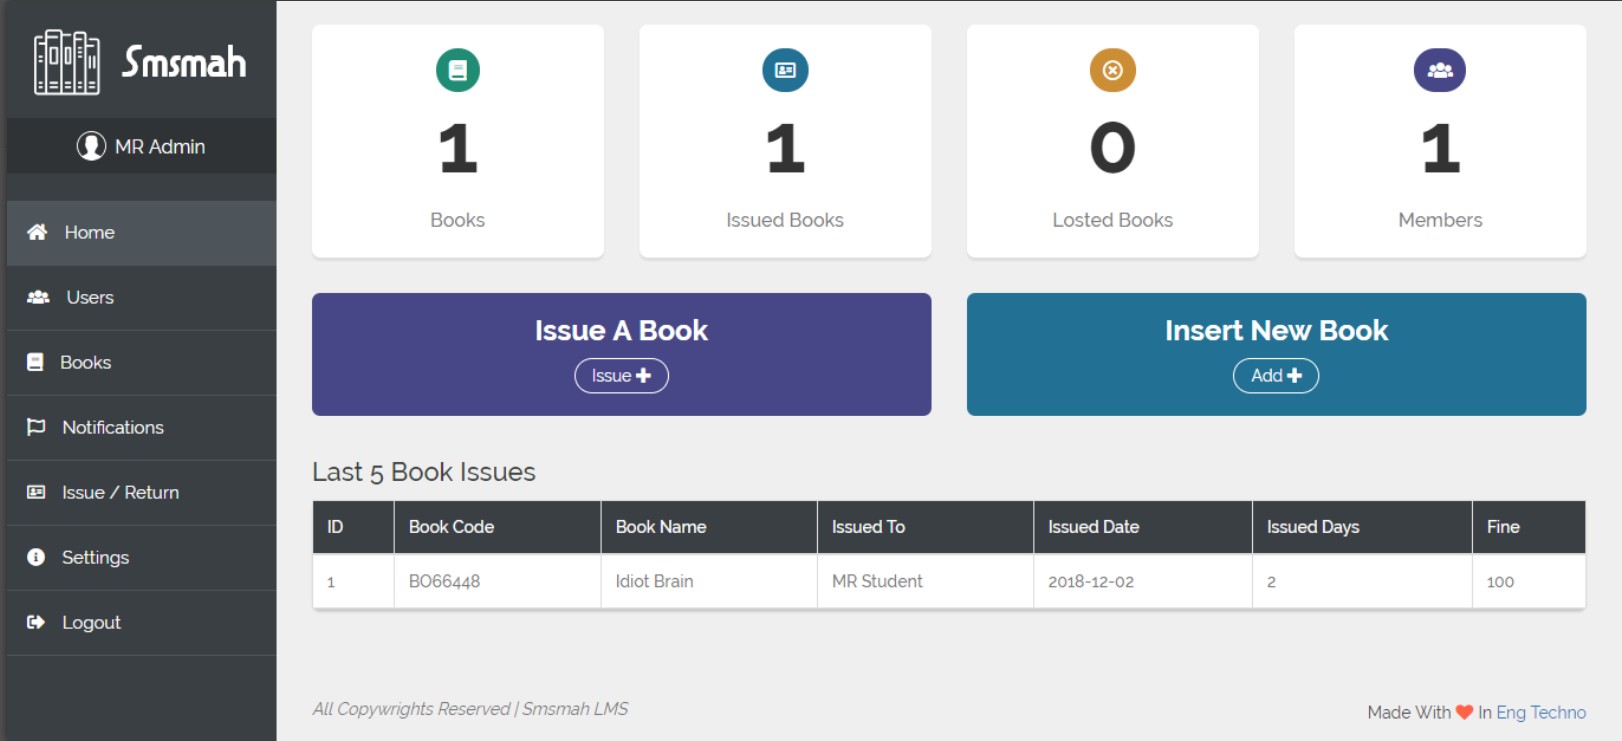 Smsmah
MR Admin
Home
Users
Books
Notifications
Issue / Return
Settings
Logout
1
Books
1
Issued Books
0
Losted Books
1
Members
Issue A Book
Issue
Insert New Book
Add
Last 5 Book Issues
ID Book Code Book Name Issued To Issued Date Issued Days Fine
1 BO66448 Idiot Brain MR Student 2018-12-02 2 100
All Copywrights Reserved | Smsmah LMS
Made With ❤ In Eng Techno